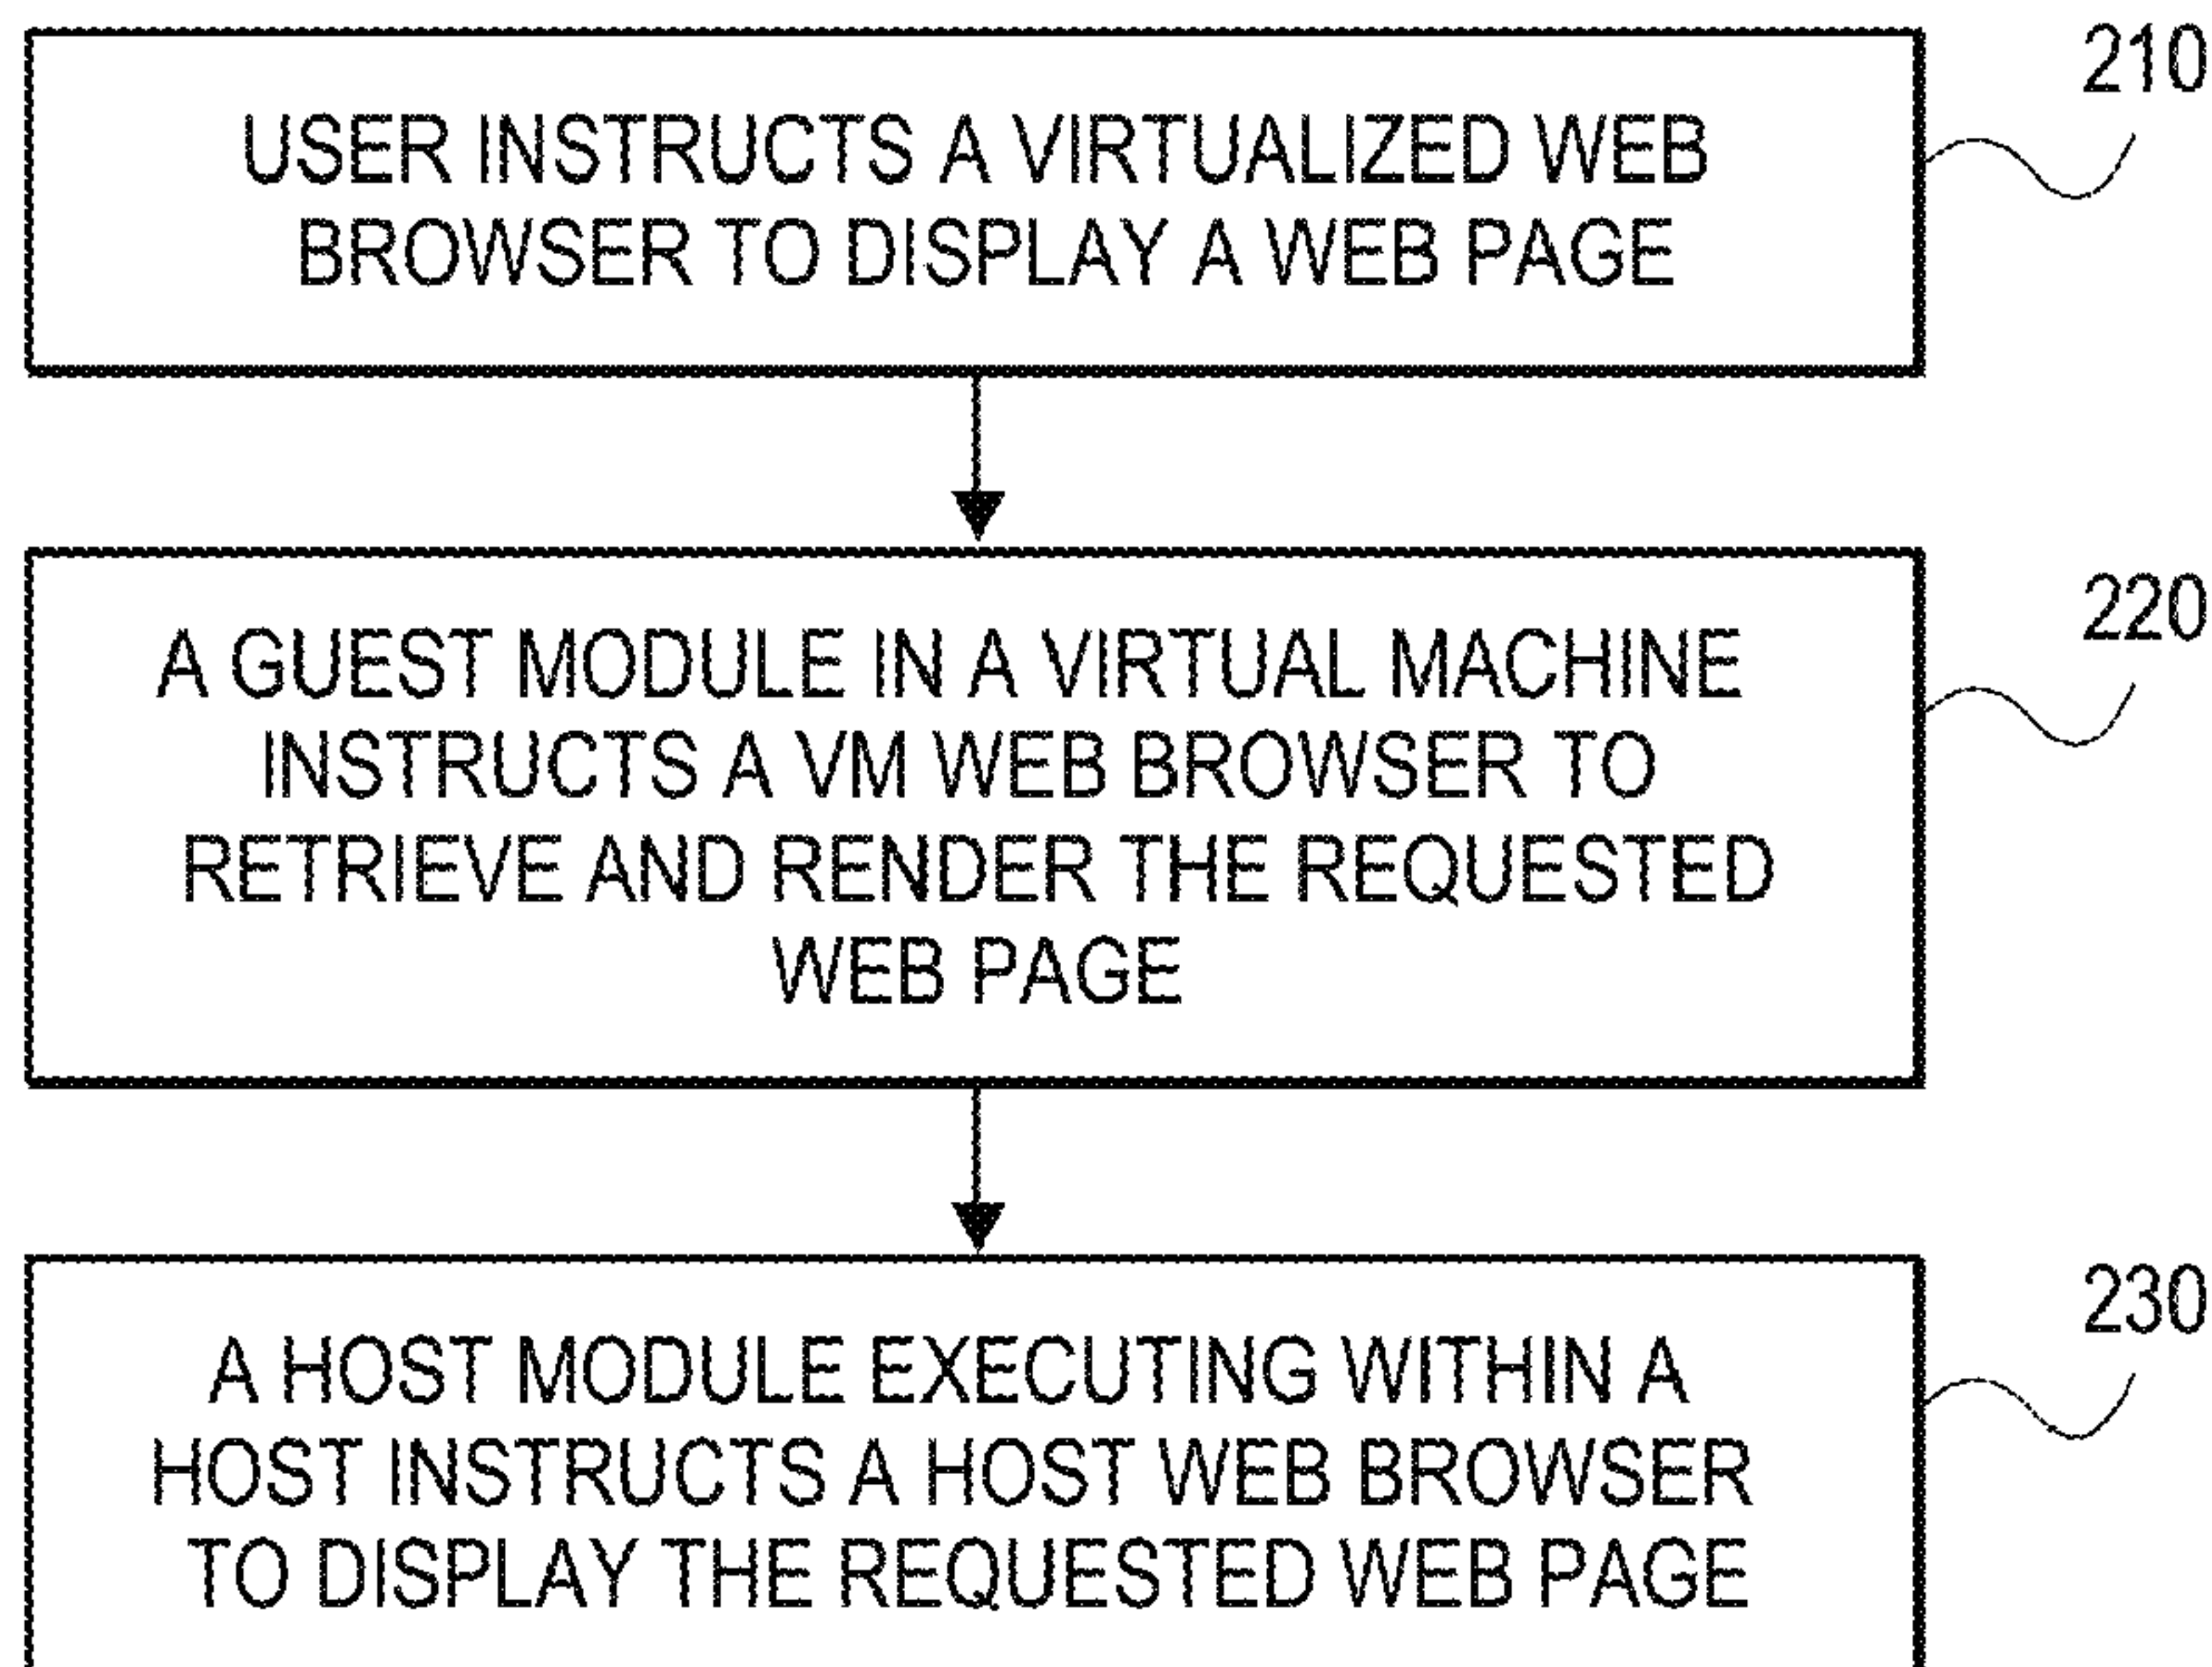 210
USER INSTRUCTS A VIRTUALIZED WEB
BROWSER TO DISPLAY A WEB PAGE
220
A GUEST MODULE IN A VIRTUAL MACHINE
INSTRUCTS A VM WEB BROWSER TO
RETRIEVE AND RENDER THE REQUESTED
WEB PAGE
230
A HOST MODULE EXECUTING WITHIN A
HOST INSTRUCTS A HOST WEB BROWSER
TO DISPLAY THE REQUESTED WEB PAGE